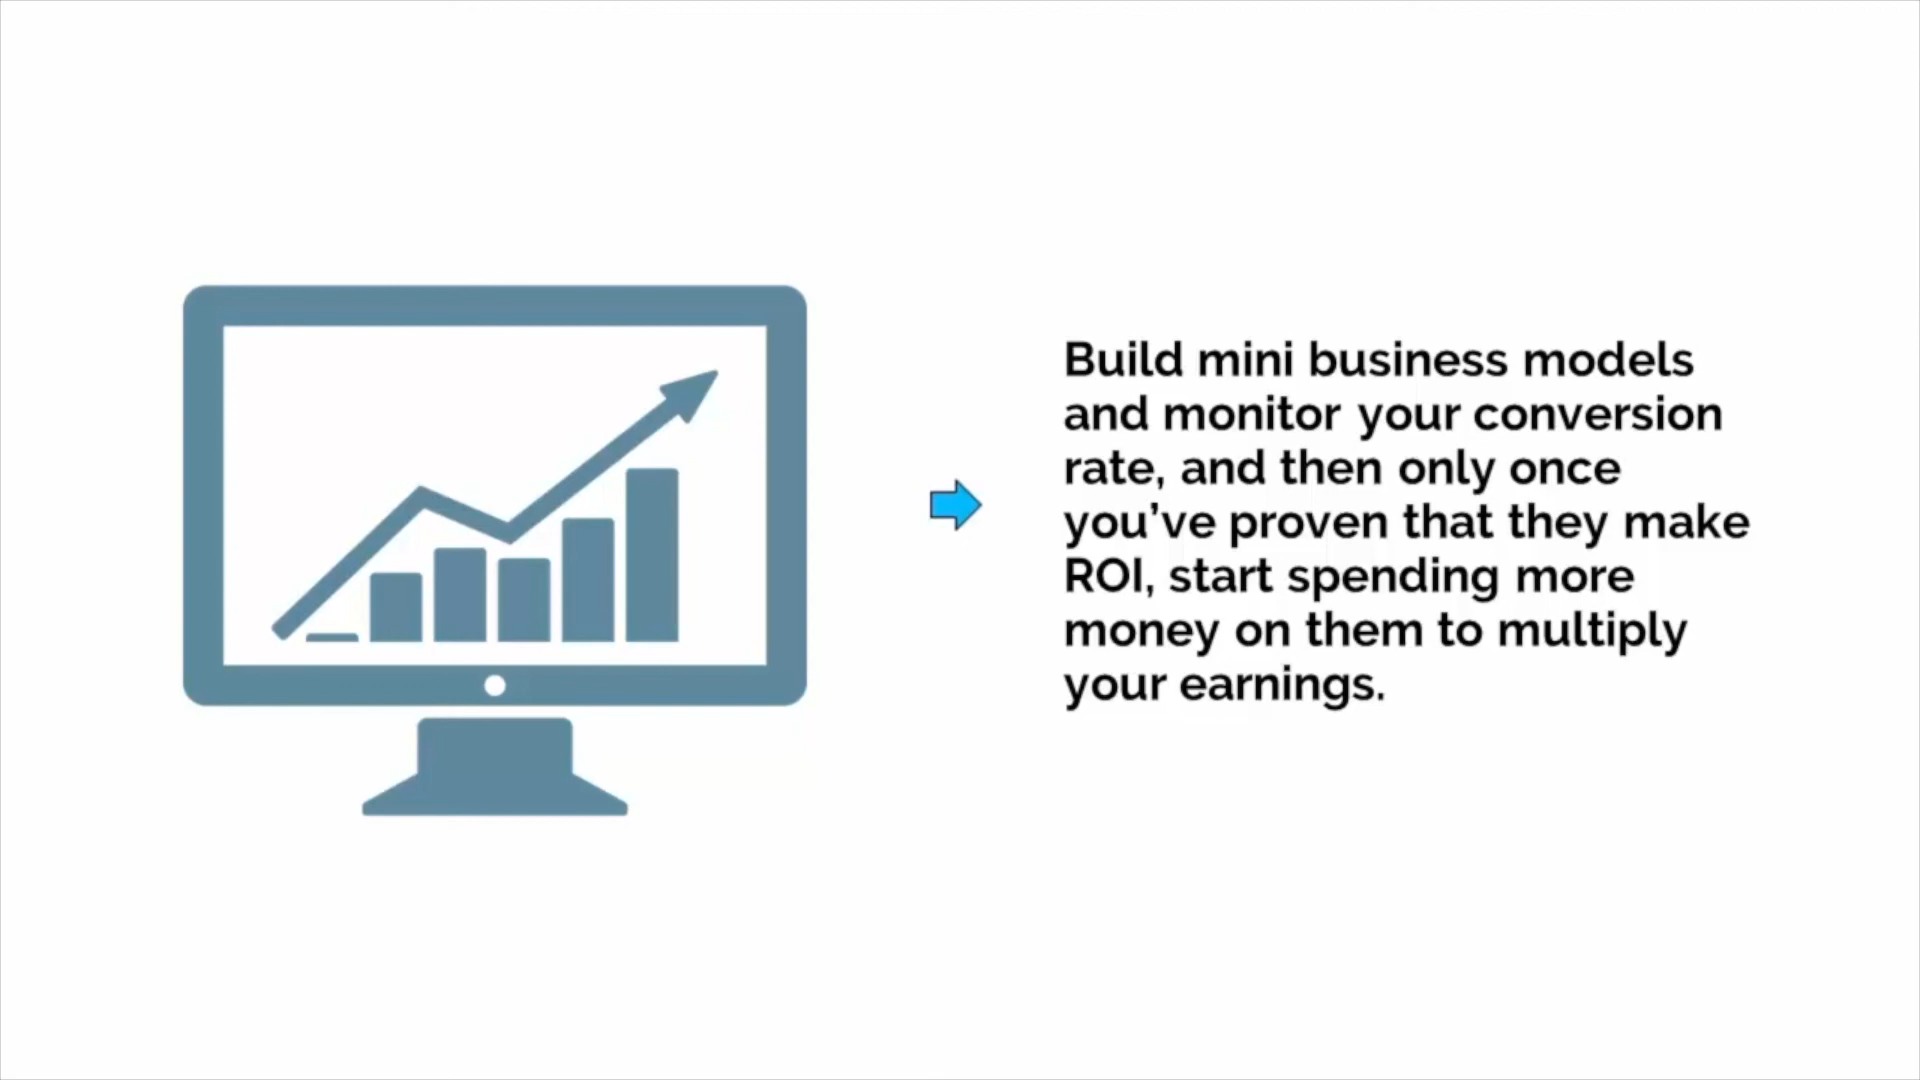 Build mini business models
and monitor your conversion
rate, and then only once
you’ve proven that they make
ROI, start spending more
money on them to multiply
your earnings.